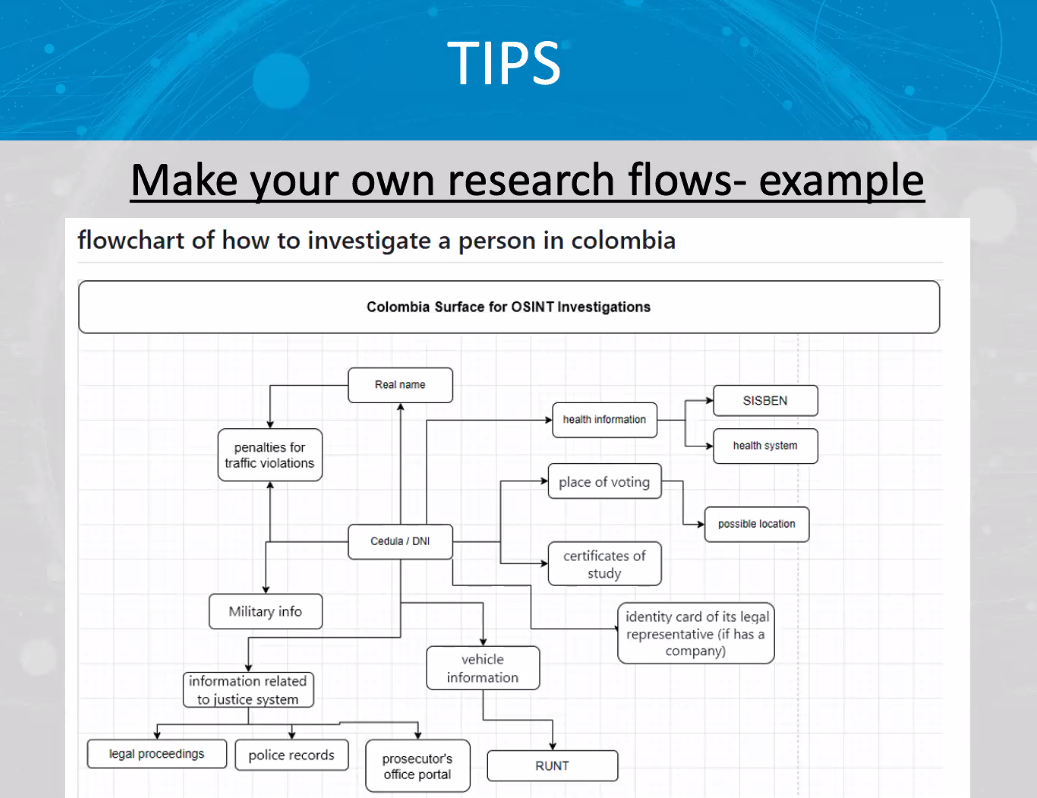 TIPS
Make your own research flows- example
flowchart of how to investigate a person in colombia
Colombia Surface for OSINT Investigations
Real name
penalties for
traffic violations
health information
SISBEN
health system
place of voting
possible location
Cedula / DNI
certificates of
study
Military info
identity card of its legal
representative (if has a
company)
vehicle
information
information related
to justice system
legal proceedings
police records
prosecutor's
office portal
RUNT